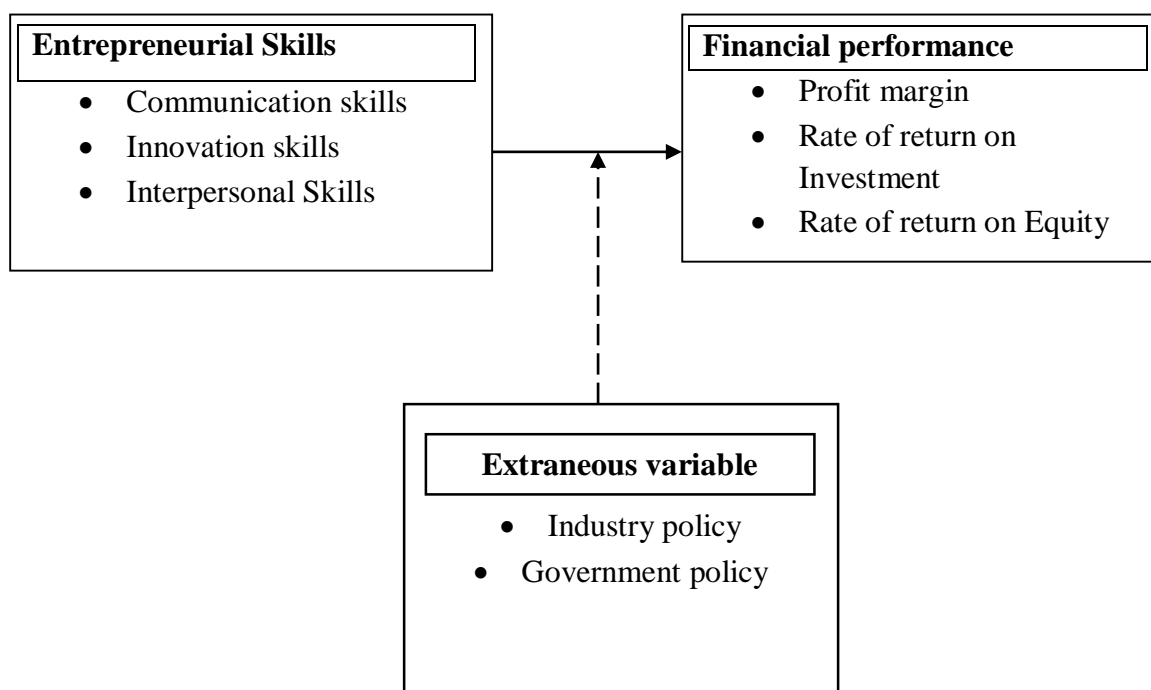 Entrepreneurial Skills
• Communication skills
• Innovation skills
• Interpersonal Skills
Financial performance
• Profit margin
• Rate of return on
Investment
• Rate of return on Equity
Extraneous variable
• Industry policy
• Government policy